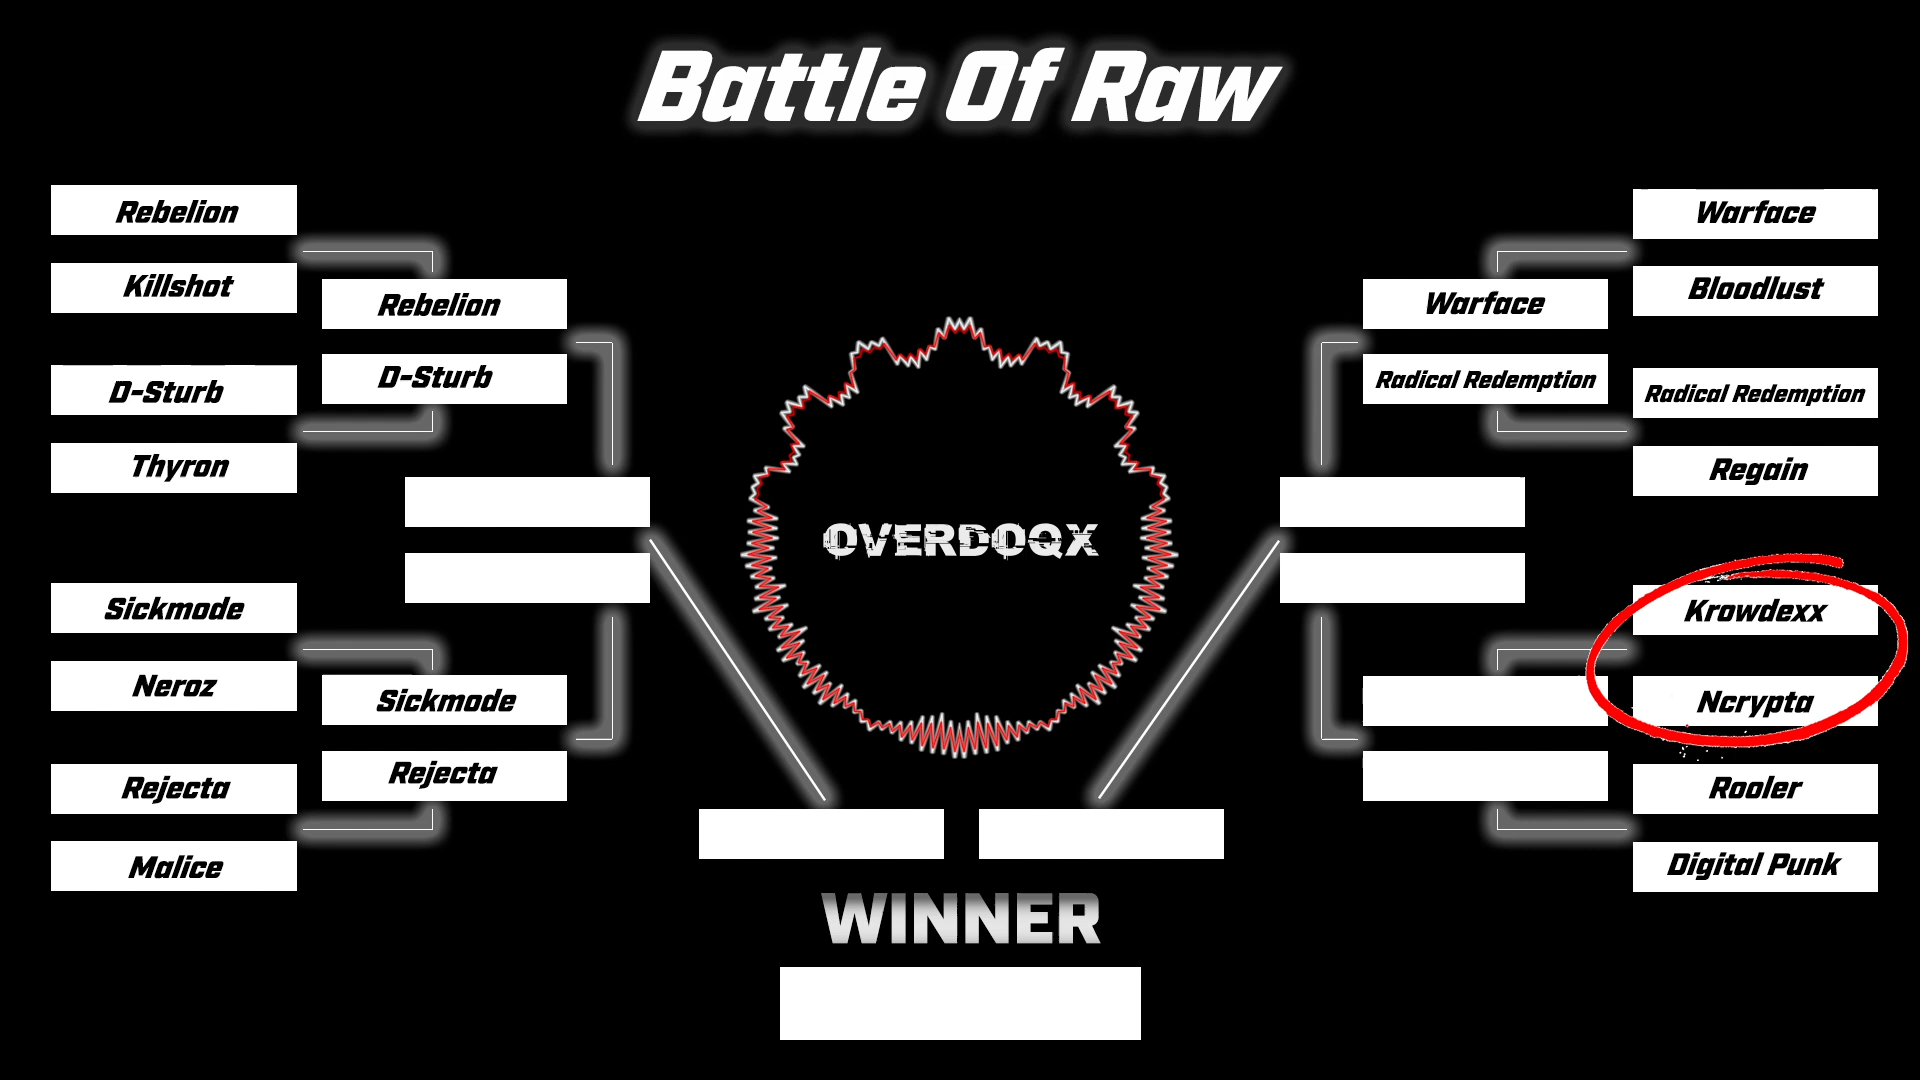 Battle Of Raw
Rebelion
Killshot
D-Sturb
Thyron
Sickmode
Neroz
Rejecta
Malice
Rebelion
D-Sturb
Sickmode
Rejecta
OVERDOQX
Warface
Radical Redemption
Warface
Bloodlust
Radical Redemption
Regain
Krowdexx
Ncrypta
Rooler
Digital Punk
WINNER